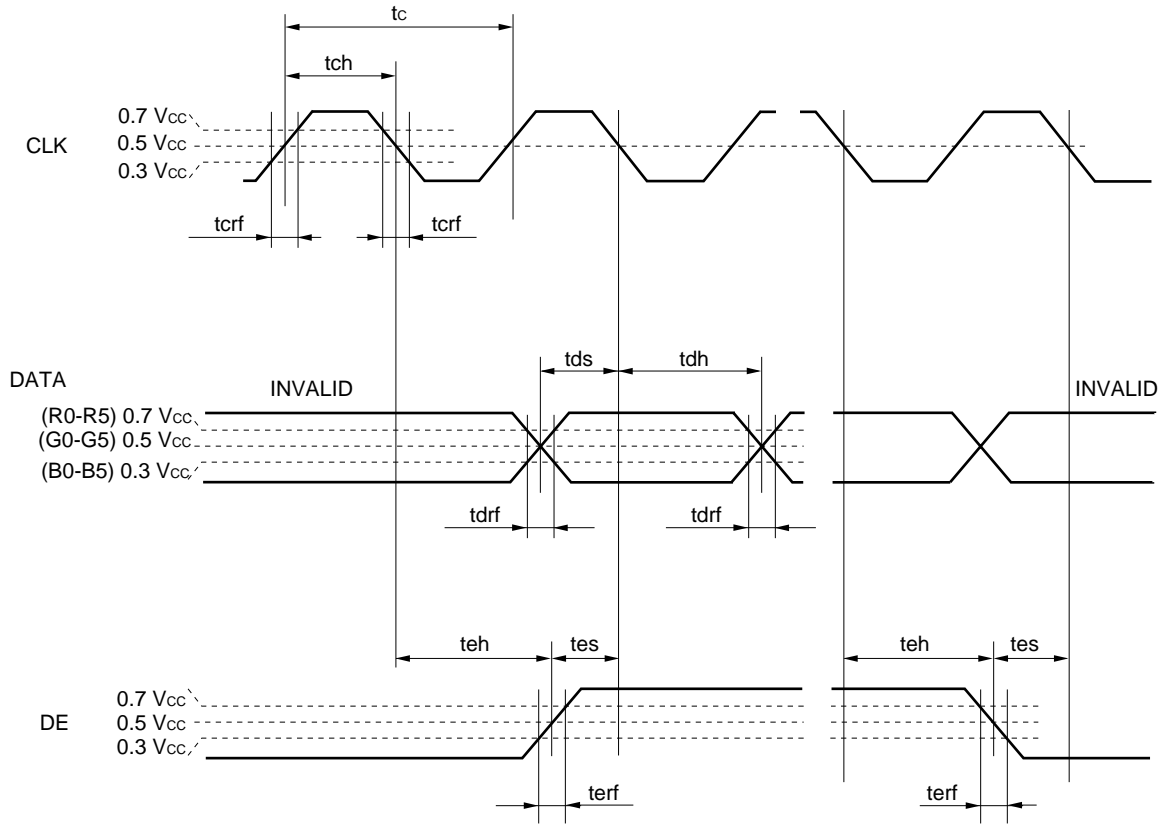 tc
tch
0.7 Vcc
CLK 0.5 Vcc
0.3 Vcc
tcrf tcrf
tds tdh
DATA INVALID INVALID
(R0-R5) 0.7 Vcc
(G0-G5) 0.5 Vcc
(B0-B5) 0.3 Vcc
tdrf tdrf
teh tes teh tes
0.7 Vcc
DE 0.5 Vcc
0.3 Vcc
terf terf